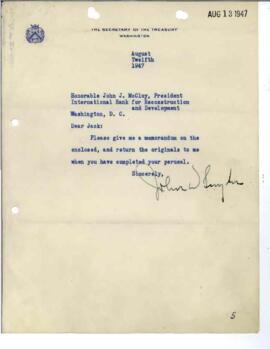 AUG 13 1947
THE SECRETARY OF THE TREASURY
WASHINGTON
August
Twelfth
1947
Honorable John J. McCloy, President
International Bank for Reconstruction
and Development
Washington, D. C.
Dear Jack:
Please give me a memorandum on the
enclosed, and return the originals to me
when you have completed your perusal.
Sincerely,
John W Snyder
5